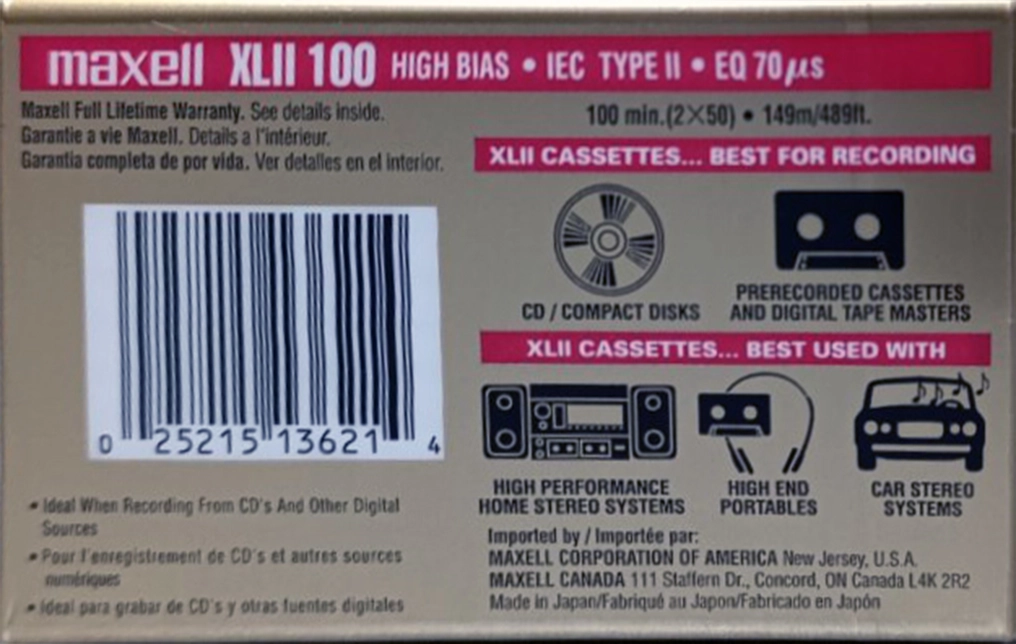 maxell XLII 100 HIGH BIAS • IEC TYPE II • EQ 70µs
Maxell Full Lifetime Warranty. See details inside.
Garantie a vie Maxell. Details a l'intérieur.
Garantia completa de por vida. Ver detalles en el interior.
100 min.(2X50) • 149m/489ft.
XLII CASSETTES... BEST FOR RECORDING
CD / COMPACT DISKS
PRERECORDED CASSETTES
AND DIGITAL TAPE MASTERS
XLII CASSETTES... BEST USED WITH
HIGH PERFORMANCE
HOME STEREO SYSTEMS
HIGH END
PORTABLES
CAR STEREO
SYSTEMS
0 25215 13621 4
• Ideal When Recording From CD's And Other Digital
Sources
• Pour l'enregistrement de CD's et autres sources
numériques
• Ideal para grabar de CD's y otras fuentes digitales
Imported by / Importée par:
MAXELL CORPORATION OF AMERICA New Jersey, U.S.A.
MAXELL CANADA 111 Staffern Dr., Concord, ON Canada L4K 2R2
Made in Japan/Fabriqué au Japon/Fabricado en Japón